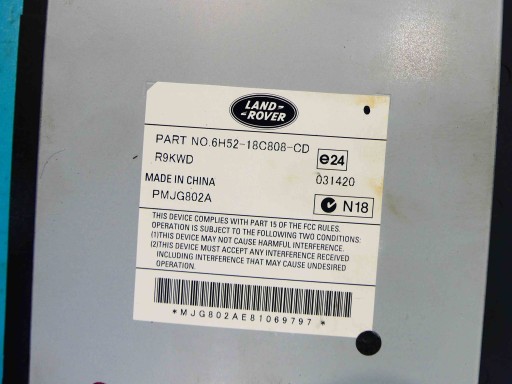 LAND-
-ROVER
PART NO.6H52-18C808-CD
R9KWD
e24
MADE IN CHINA
031420
PMJG802A
N18
THIS DEVICE COMPLIES WITH PART 15 OF THE FCC RULES.
OPERATION IS SUBJECT TO THE FOLLOWING TWO CONDITIONS:
(1)THIS DEVICE MAY NOT CAUSE HARMFUL INTERFERENCE.
(2)THIS DEVICE MUST ACCEPT ANY INTERFERENCE RECEIVED
INCLUDING INTERFERENCE THAT MAY CAUSE UNDESIRED
OPERATION.
*MJG802AE81069797*